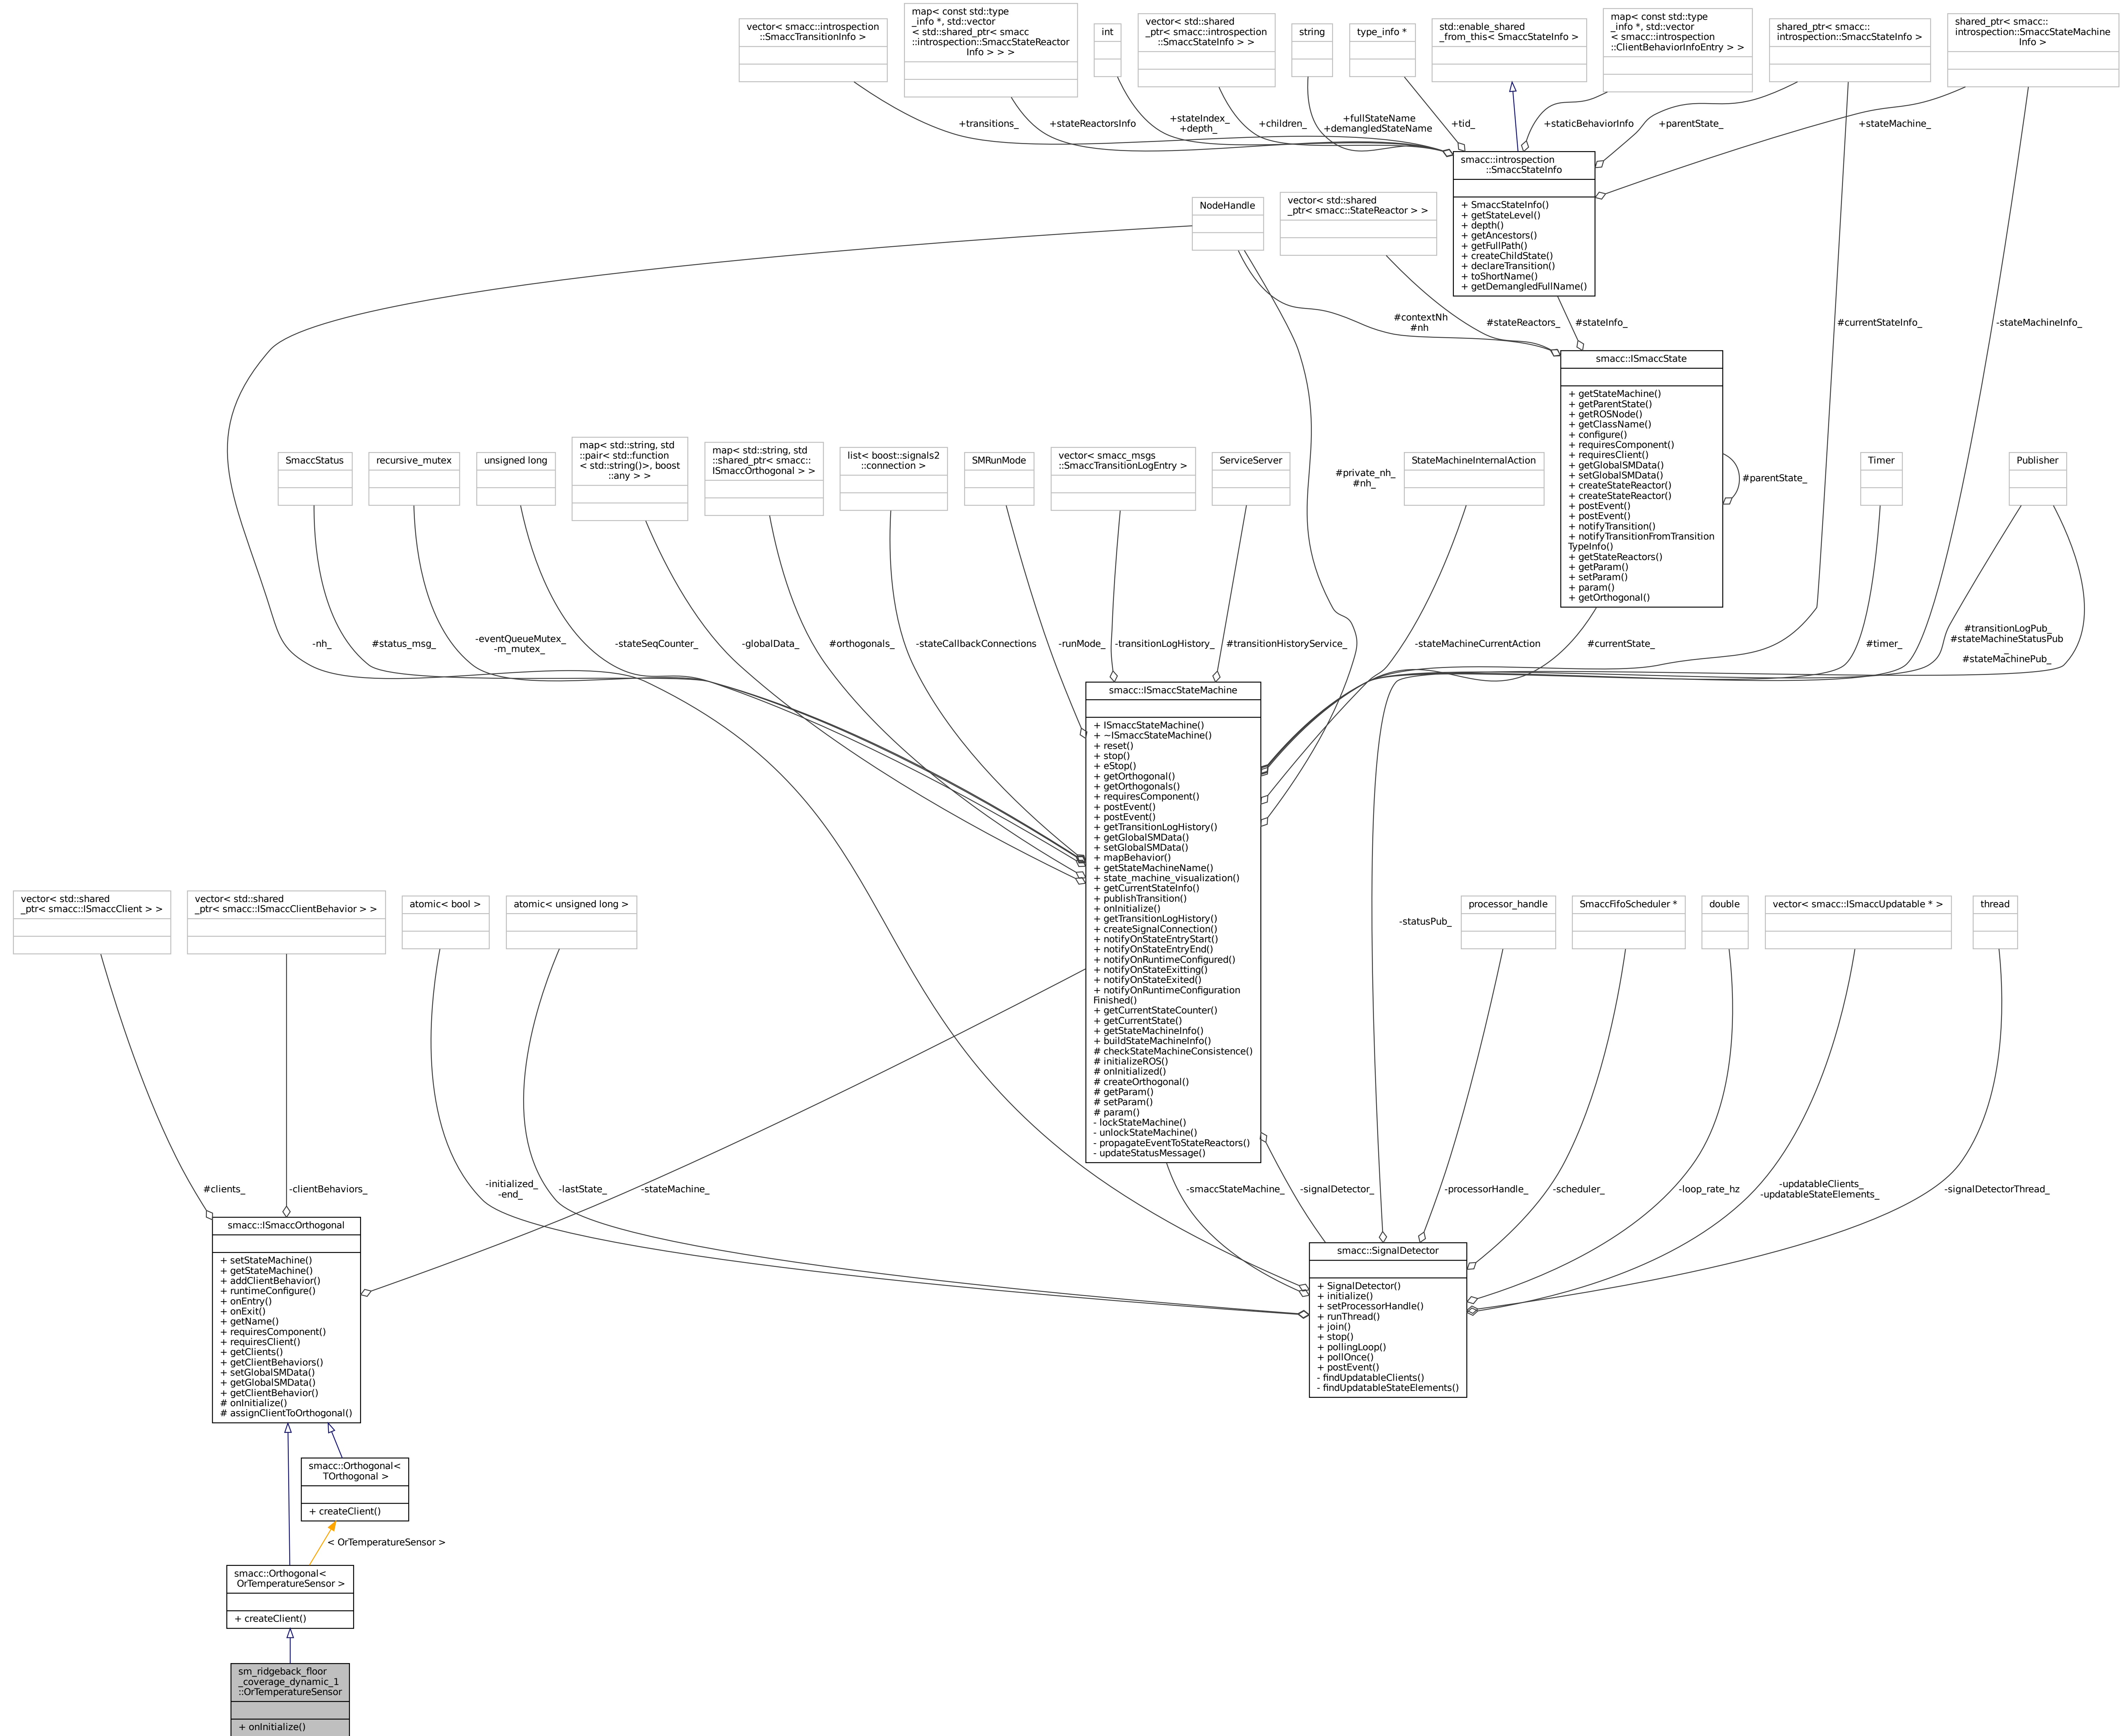 vector< smacc::introspection
::SmaccTransitionInfo >
map< const std::type
_info *, std::vector
< std::shared_ptr< smacc
::introspection::SmaccStateReactor
Info > > >
int
vector< std::shared
_ptr< smacc::introspection
::SmaccStateInfo > >
string
type_info *
std::enable_shared
_from_this< SmaccStateInfo >
map< const std::type
_info *, std::vector
< smacc::introspection
::ClientBehaviorInfoEntry > >
shared_ptr< smacc::
introspection::SmaccStateInfo >
shared_ptr< smacc::
introspection::SmaccStateMachine
Info >
+transitions_
+stateReactorsInfo
+stateIndex_
+depth_
+children_
+fullStateName
+demangledStateName
+tid_
+staticBehaviorInfo
+parentState_
+stateMachine_
smacc::introspection
::SmaccStateInfo
+ SmaccStateInfo()
+ getStateLevel()
+ depth()
+ getAncestors()
+ getFullPath()
+ createChildState()
+ declareTransition()
+ toShortName()
+ getDemangledFullName()
NodeHandle
vector< std::shared
_ptr< smacc::StateReactor > >
#contextNh
#nh
#stateReactors_
#stateInfo_
#currentStateInfo_
-stateMachineInfo_
smacc::ISmaccState
+ getStateMachine()
+ getParentState()
+ getROSNode()
+ getClassName()
+ configure()
+ requiresComponent()
+ requiresClient()
+ getGlobalSMData()
+ setGlobalSMData()
+ createStateReactor()
+ createStateReactor()
+ postEvent()
+ postEvent()
+ notifyTransition()
+ notifyTransitionFromTransition
TypeInfo()
+ getStateReactors()
+ getParam()
+ setParam()
+ param()
+ getOrthogonal()
#parentState_
SmaccStatus
recursive_mutex
unsigned long
map< std::string, std
::pair< std::function
< std::string()>, boost
::any > >
map< std::string, std
::shared_ptr< smacc::
ISmaccOrthogonal > >
list< boost::signals2
::connection >
SMRunMode
vector< smacc_msgs
::SmaccTransitionLogEntry >
ServiceServer
#private_nh_
#nh_
StateMachineInternalAction
Timer
Publisher
-nh_
#status_msg_
-eventQueueMutex_
-m_mutex_
-stateSeqCounter_
-globalData_
#orthogonals_
-stateCallbackConnections
-runMode_
-transitionLogHistory_
#transitionHistoryService_
-stateMachineCurrentAction
#currentState_
#timer_
#transitionLogPub_
#stateMachineStatusPub
_
#stateMachinePub_
smacc::ISmaccStateMachine
+ ISmaccStateMachine()
+ ~ISmaccStateMachine()
+ reset()
+ stop()
+ eStop()
+ getOrthogonal()
+ getOrthogonals()
+ requiresComponent()
+ postEvent()
+ postEvent()
+ getTransitionLogHistory()
+ getGlobalSMData()
+ setGlobalSMData()
+ mapBehavior()
+ getStateMachineName()
+ state_machine_visualization()
+ getCurrentStateInfo()
+ publishTransition()
+ onInitialize()
+ getTransitionLogHistory()
+ createSignalConnection()
+ notifyOnStateEntryStart()
+ notifyOnStateEntryEnd()
+ notifyOnRuntimeConfigured()
+ notifyOnStateExitting()
+ notifyOnStateExited()
+ notifyOnRuntimeConfiguration
Finished()
+ getCurrentStateCounter()
+ getCurrentState()
+ getStateMachineInfo()
+ buildStateMachineInfo()
# checkStateMachineConsistence()
# initializeROS()
# onInitialized()
# createOrthogonal()
# getParam()
# setParam()
# param()
- lockStateMachine()
- unlockStateMachine()
- propagateEventToStateReactors()
- updateStatusMessage()
vector< std::shared
_ptr< smacc::ISmaccClient > >
vector< std::shared
_ptr< smacc::ISmaccClientBehavior > >
atomic< bool >
atomic< unsigned long >
-statusPub_
processor_handle
SmaccFifoScheduler *
double
vector< smacc::ISmaccUpdatable * >
thread
#clients_
-clientBehaviors_
-initialized_
-end_
-lastState_
-stateMachine_
-smaccStateMachine_
-signalDetector_
-processorHandle_
-scheduler_
-loop_rate_hz
-updatableClients_
-updatableStateElements_
-signalDetectorThread_
smacc::ISmaccOrthogonal
+ setStateMachine()
+ getStateMachine()
+ addClientBehavior()
+ runtimeConfigure()
+ onEntry()
+ onExit()
+ getName()
+ requiresComponent()
+ requiresClient()
+ getClients()
+ getClientBehaviors()
+ setGlobalSMData()
+ getGlobalSMData()
+ getClientBehavior()
# onInitialize()
# assignClientToOrthogonal()
smacc::SignalDetector
+ SignalDetector()
+ initialize()
+ setProcessorHandle()
+ runThread()
+ join()
+ stop()
+ pollingLoop()
+ pollOnce()
+ postEvent()
- findUpdatableClients()
- findUpdatableStateElements()
smacc::Orthogonal<
TOrthogonal >
+ createClient()
< OrTemperatureSensor >
smacc::Orthogonal<
OrTemperatureSensor >
+ createClient()
sm_ridgeback_floor
_coverage_dynamic_1
::OrTemperatureSensor
+ onInitialize()